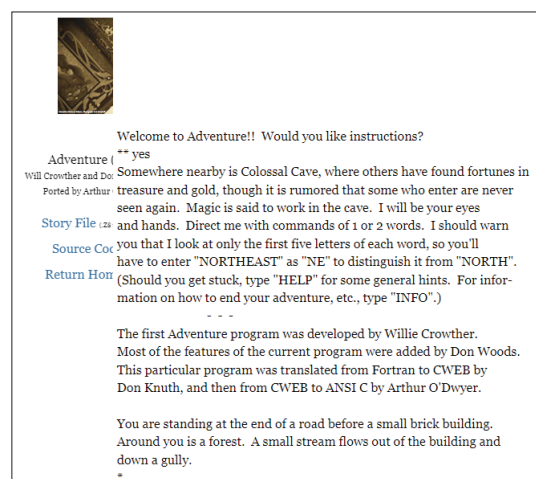 Welcome to Adventure!! Would you like instructions?
** yes
Somewhere nearby is Colossal Cave, where others have found fortunes in
treasure and gold, though it is rumored that some who enter are never
seen again. Magic is said to work in the cave. I will be your eyes
and hands. Direct me with commands of 1 or 2 words. I should warn
you that I look at only the first five letters of each word, so you'll
have to enter "NORTHEAST" as "NE" to distinguish it from "NORTH".
(Should you get stuck, type "HELP" for some general hints. For infor-
mation on how to end your adventure, etc., type "INFO".)
- - -
The first Adventure program was developed by Willie Crowther.
Most of the features of the current program were added by Don Woods.
This particular program was translated from Fortran to CWEB by
Don Knuth, and then from CWEB to ANSI C by Arthur O'Dwyer.
You are standing at the end of a road before a small brick building.
Around you is a forest. A small stream flows out of the building and
down a gully.
*
Adventure (
Will Crowther and Do
Ported by Arthur
Story File (.z8
Source Co
Return Hom